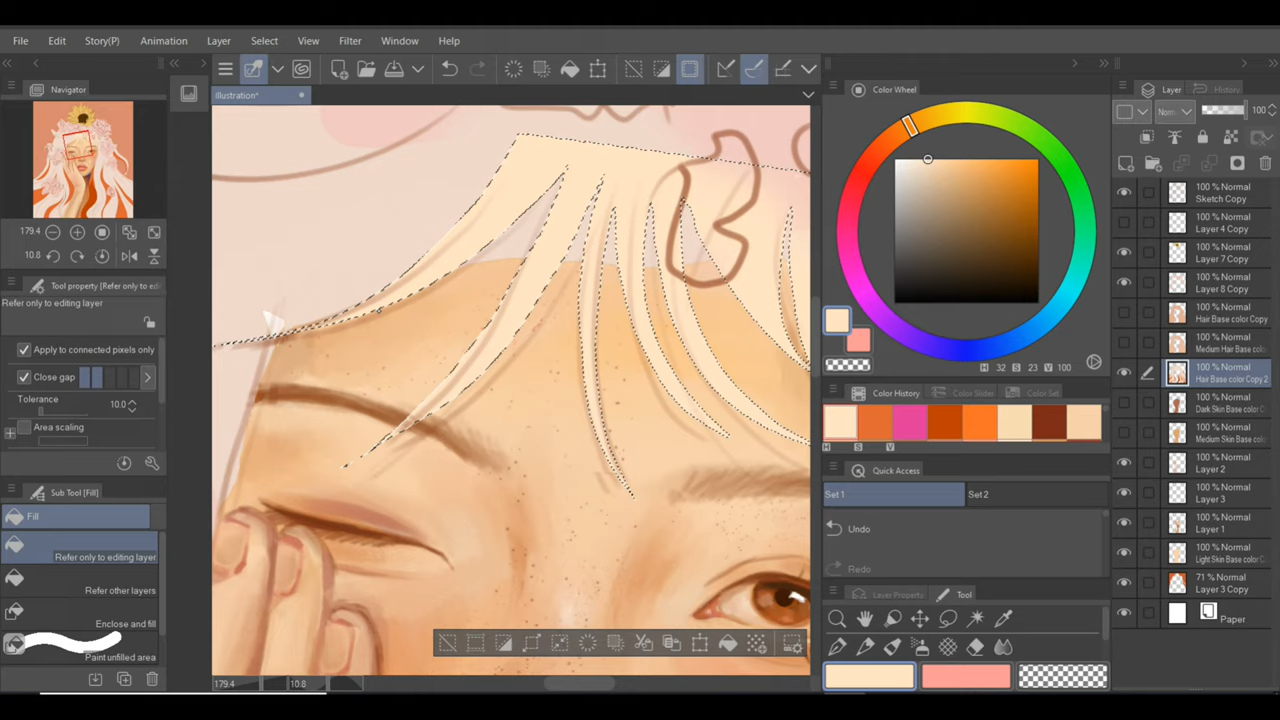 File Edit Story(P) Animation Layer Select View Filter Window Help
Navigator
Illustration*
Color Wheel
Layer
History
Norm
100
179.4
10.8
Tool property [Refer only to edi
Refer only to editing layer
Apply to connected pixels only
Close gap
Tolerance
10.0
Area scaling
Sub Tool [Fill]
Fill
Refer only to editing layer
Refer other layers
Enclose and fill
Paint unfilled area
179.4
10.8
H 32 S 23 V 100
Color History
Color Slider
Color Set
H S V
Quick Access
Set 1
Set 2
Undo
Redo
Layer Property
Tool
100 % Normal
Sketch Copy
100 % Normal
Layer 4 Copy
100 % Normal
Layer 7 Copy
100 % Normal
Layer 8 Copy
100 % Normal
Hair Base color Copy
100 % Normal
Medium Hair Base colo
100 % Normal
Hair Base color Copy 2
100 % Normal
Dark Skin Base color C
100 % Normal
Medium Skin Base color
100 % Normal
Layer 2
100 % Normal
Layer 3
100 % Normal
Layer 1
100 % Normal
Light Skin Base color C
71 % Normal
Layer 3 Copy
Paper